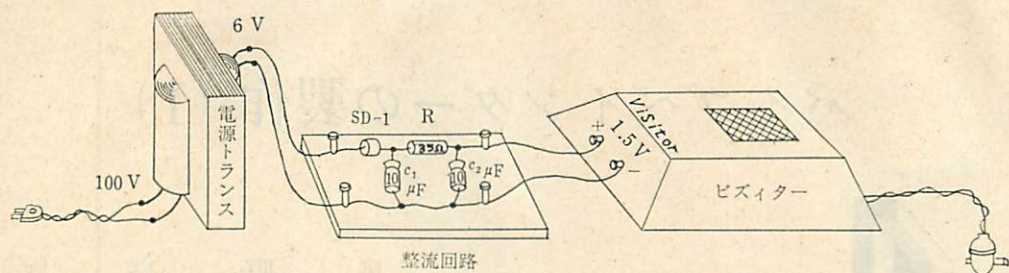 6 V
100 V
電源トランス
SD-1
R
35Ω
10
C₁
μF
10
C₂ μF
整流回路
Visitor
+
1.5 V
-
ビズィター